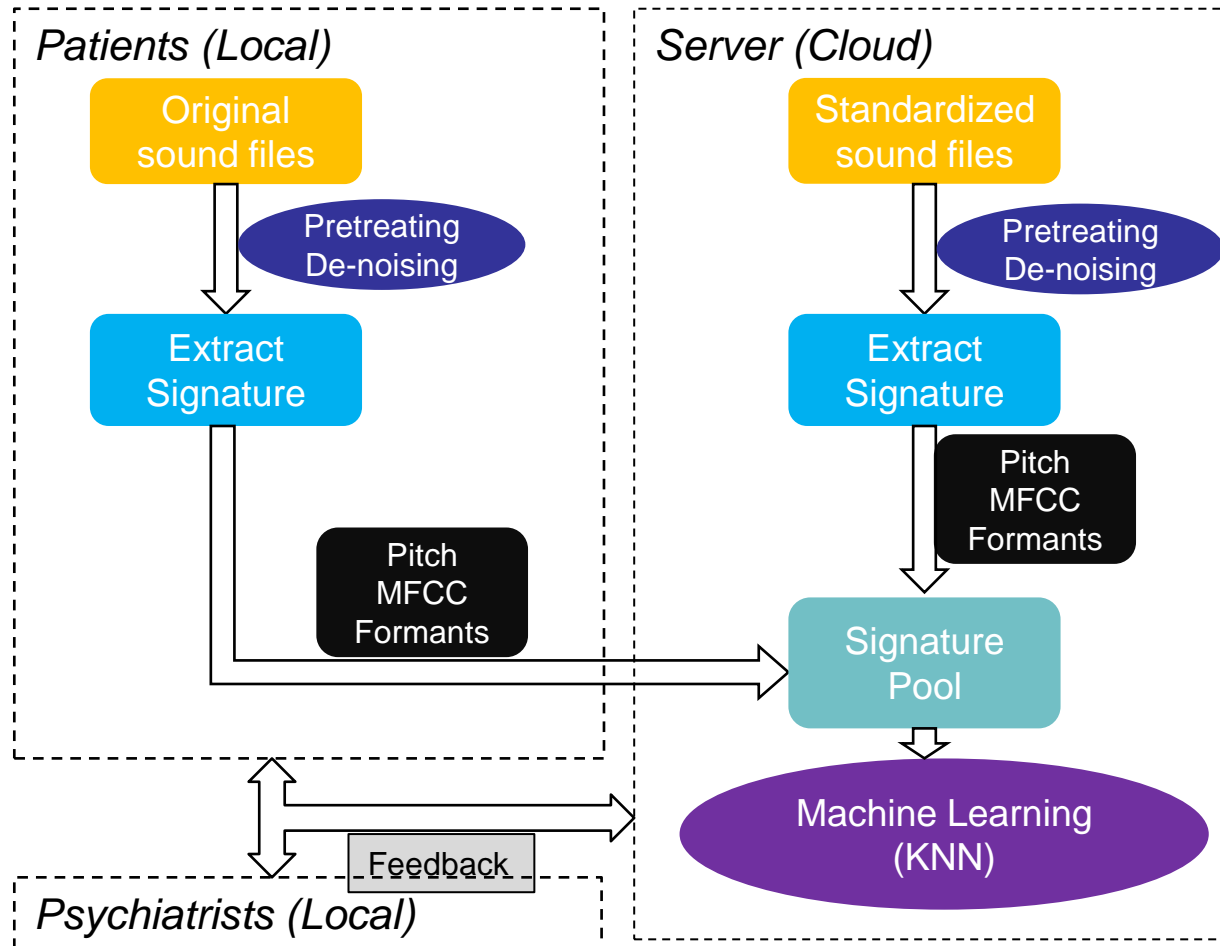 Patients (Local)
Original
sound files
Pretreating
De-noising
Extract
Signature
Pitch
MFCC
Formants
Server (Cloud)
Standardized
sound files
Pretreating
De-noising
Extract
Signature
Pitch
MFCC
Formants
Signature
Pool
Machine Learning
(KNN)
Feedback
Psychiatrists (Local)